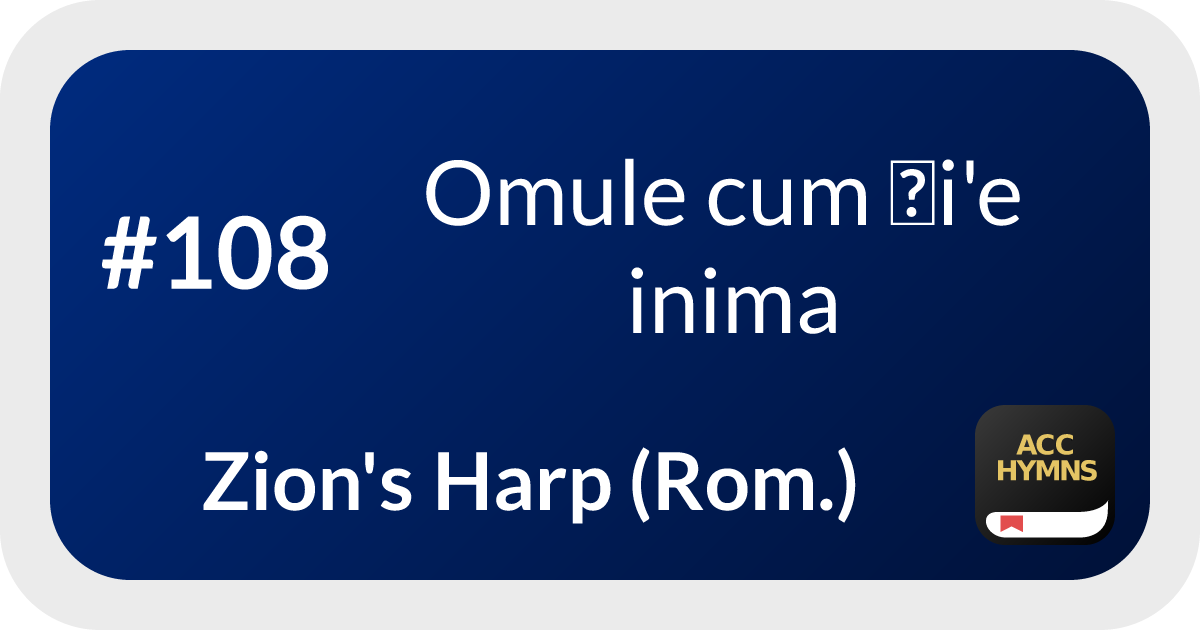 #108
Omule cum �i'e
inima
Zion's Harp (Rom.)
ACC
HYMNS